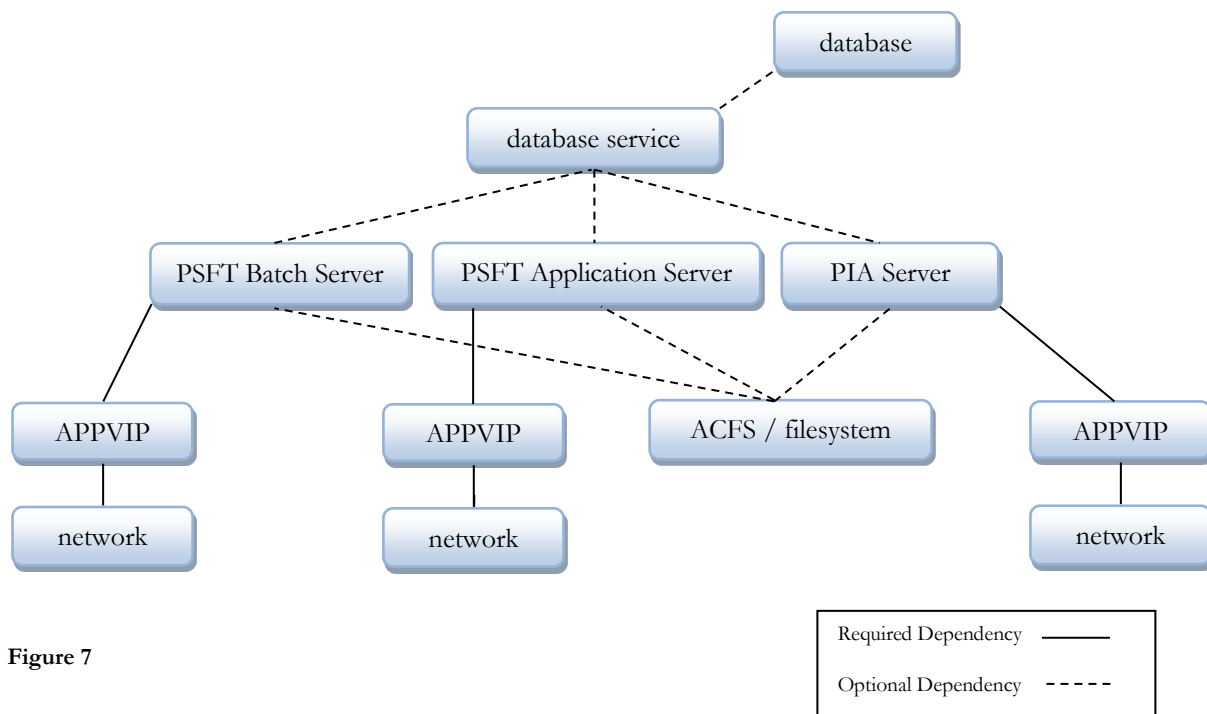 database
database service
PSFT Batch Server
PSFT Application Server
PIA Server
APPVIP
APPVIP
ACFS / filesystem
APPVIP
network
network
network
Figure 7
Required Dependency
Optional Dependency